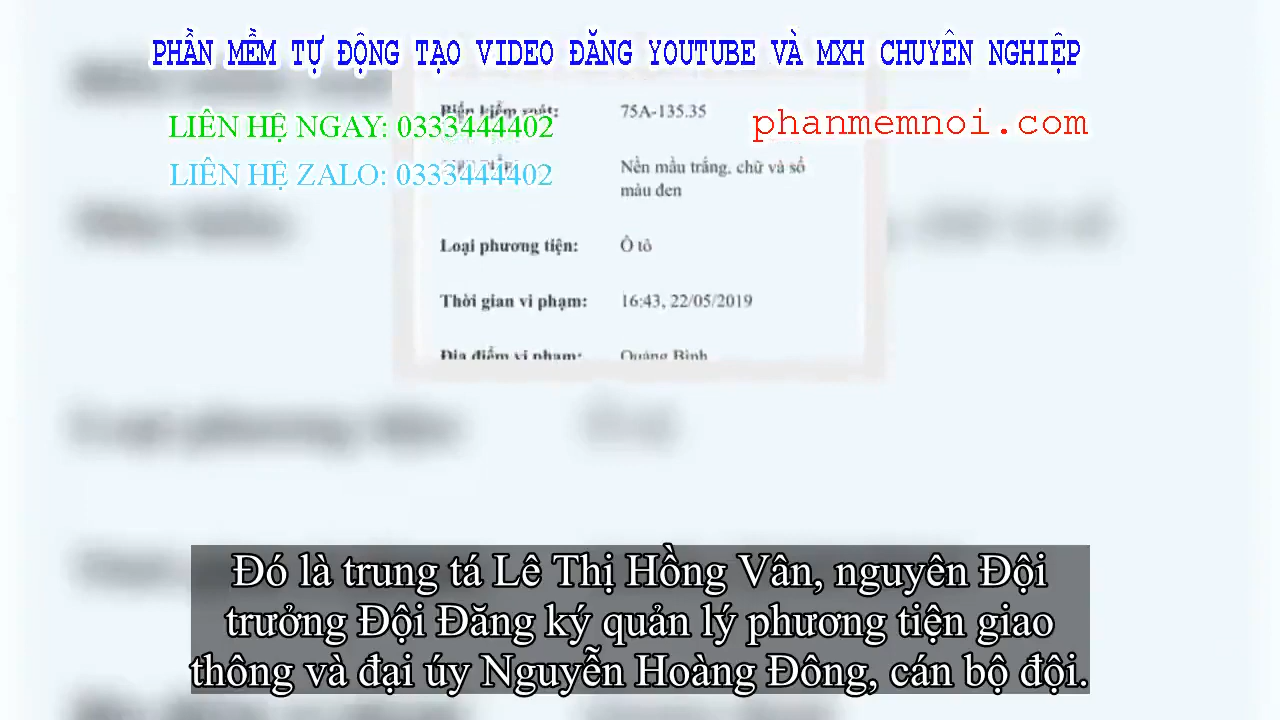 PHẦN MỀM TỰ ĐỘNG TẠO VIDEO ĐĂNG YOUTUBE VÀ MXH CHUYÊN NGHIỆP
Biển kiểm soát: 75A-135.35
LIÊN HỆ NGAY: 0333444402
phanmemnoi.com
LIÊN HỆ ZALO: 0333444402
Nền mầu trắng, chữ và số
màu đen
Loại phương tiện: Ô tô
Thời gian vi phạm: 16:43, 22/05/2019
Địa điểm vi phạm: Quảng Bình
Đó là trung tá Lê Thị Hồng Vân, nguyên Đội
trưởng Đội Đăng ký quản lý phương tiện giao
thông và đại úy Nguyễn Hoàng Đông, cán bộ đội.